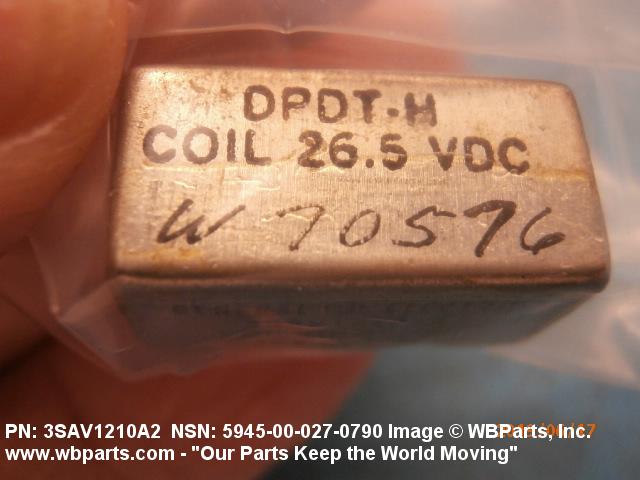 DPDT-H
COIL 26.5 VDC
W 70576
GENERAL
PN: 3SAV1210A2 NSN: 5945-00-027-0790 Image © WBParts, Inc.
www.wbparts.com - "Our Parts Keep the World Moving"